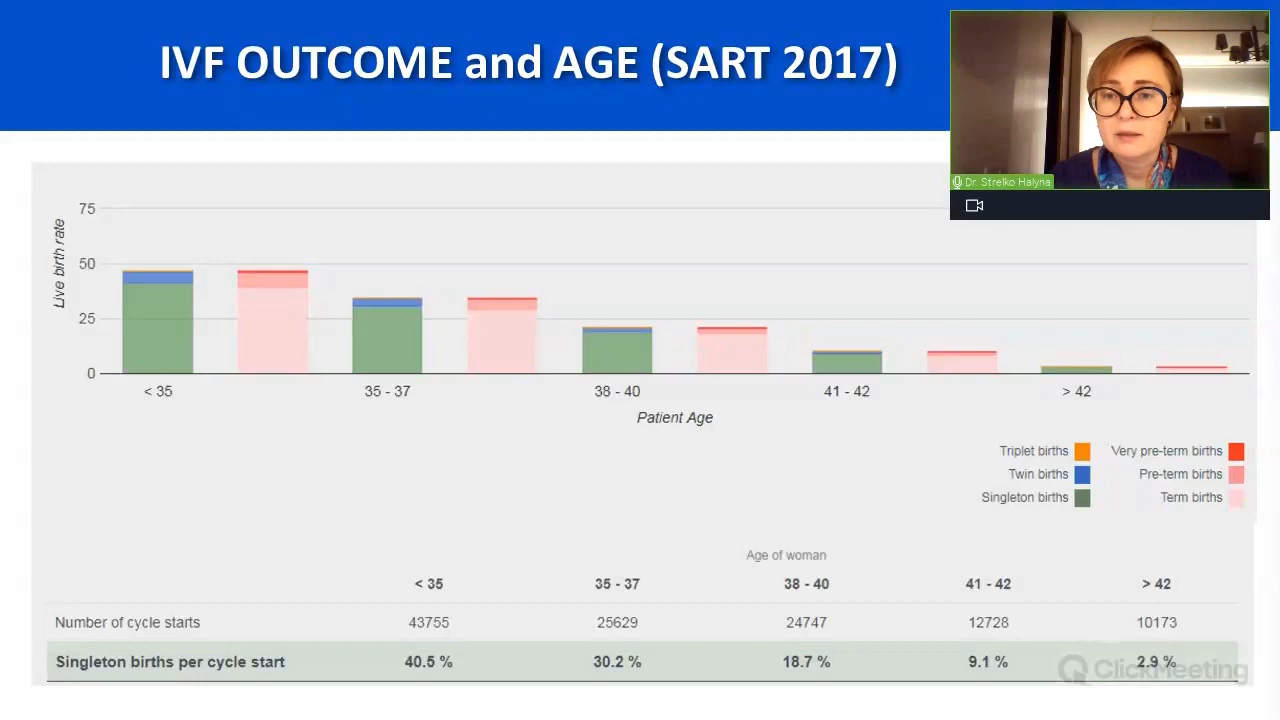 IVF OUTCOME and AGE (SART 2017)
Dr. Strelko Halyna
75
50
25
0
Live birth rate
< 35
35 - 37
38 - 40
41 - 42
> 42
Patient Age
Triplet births
Very pre-term births
Twin births
Pre-term births
Singleton births
Term births
Age of woman
< 35 35 - 37 38 - 40 41 - 42 > 42
Number of cycle starts 43755 25629 24747 12728 10173
Singleton births per cycle start 40.5 % 30.2 % 18.7 % 9.1 % 2.9 %
ClickMeeting